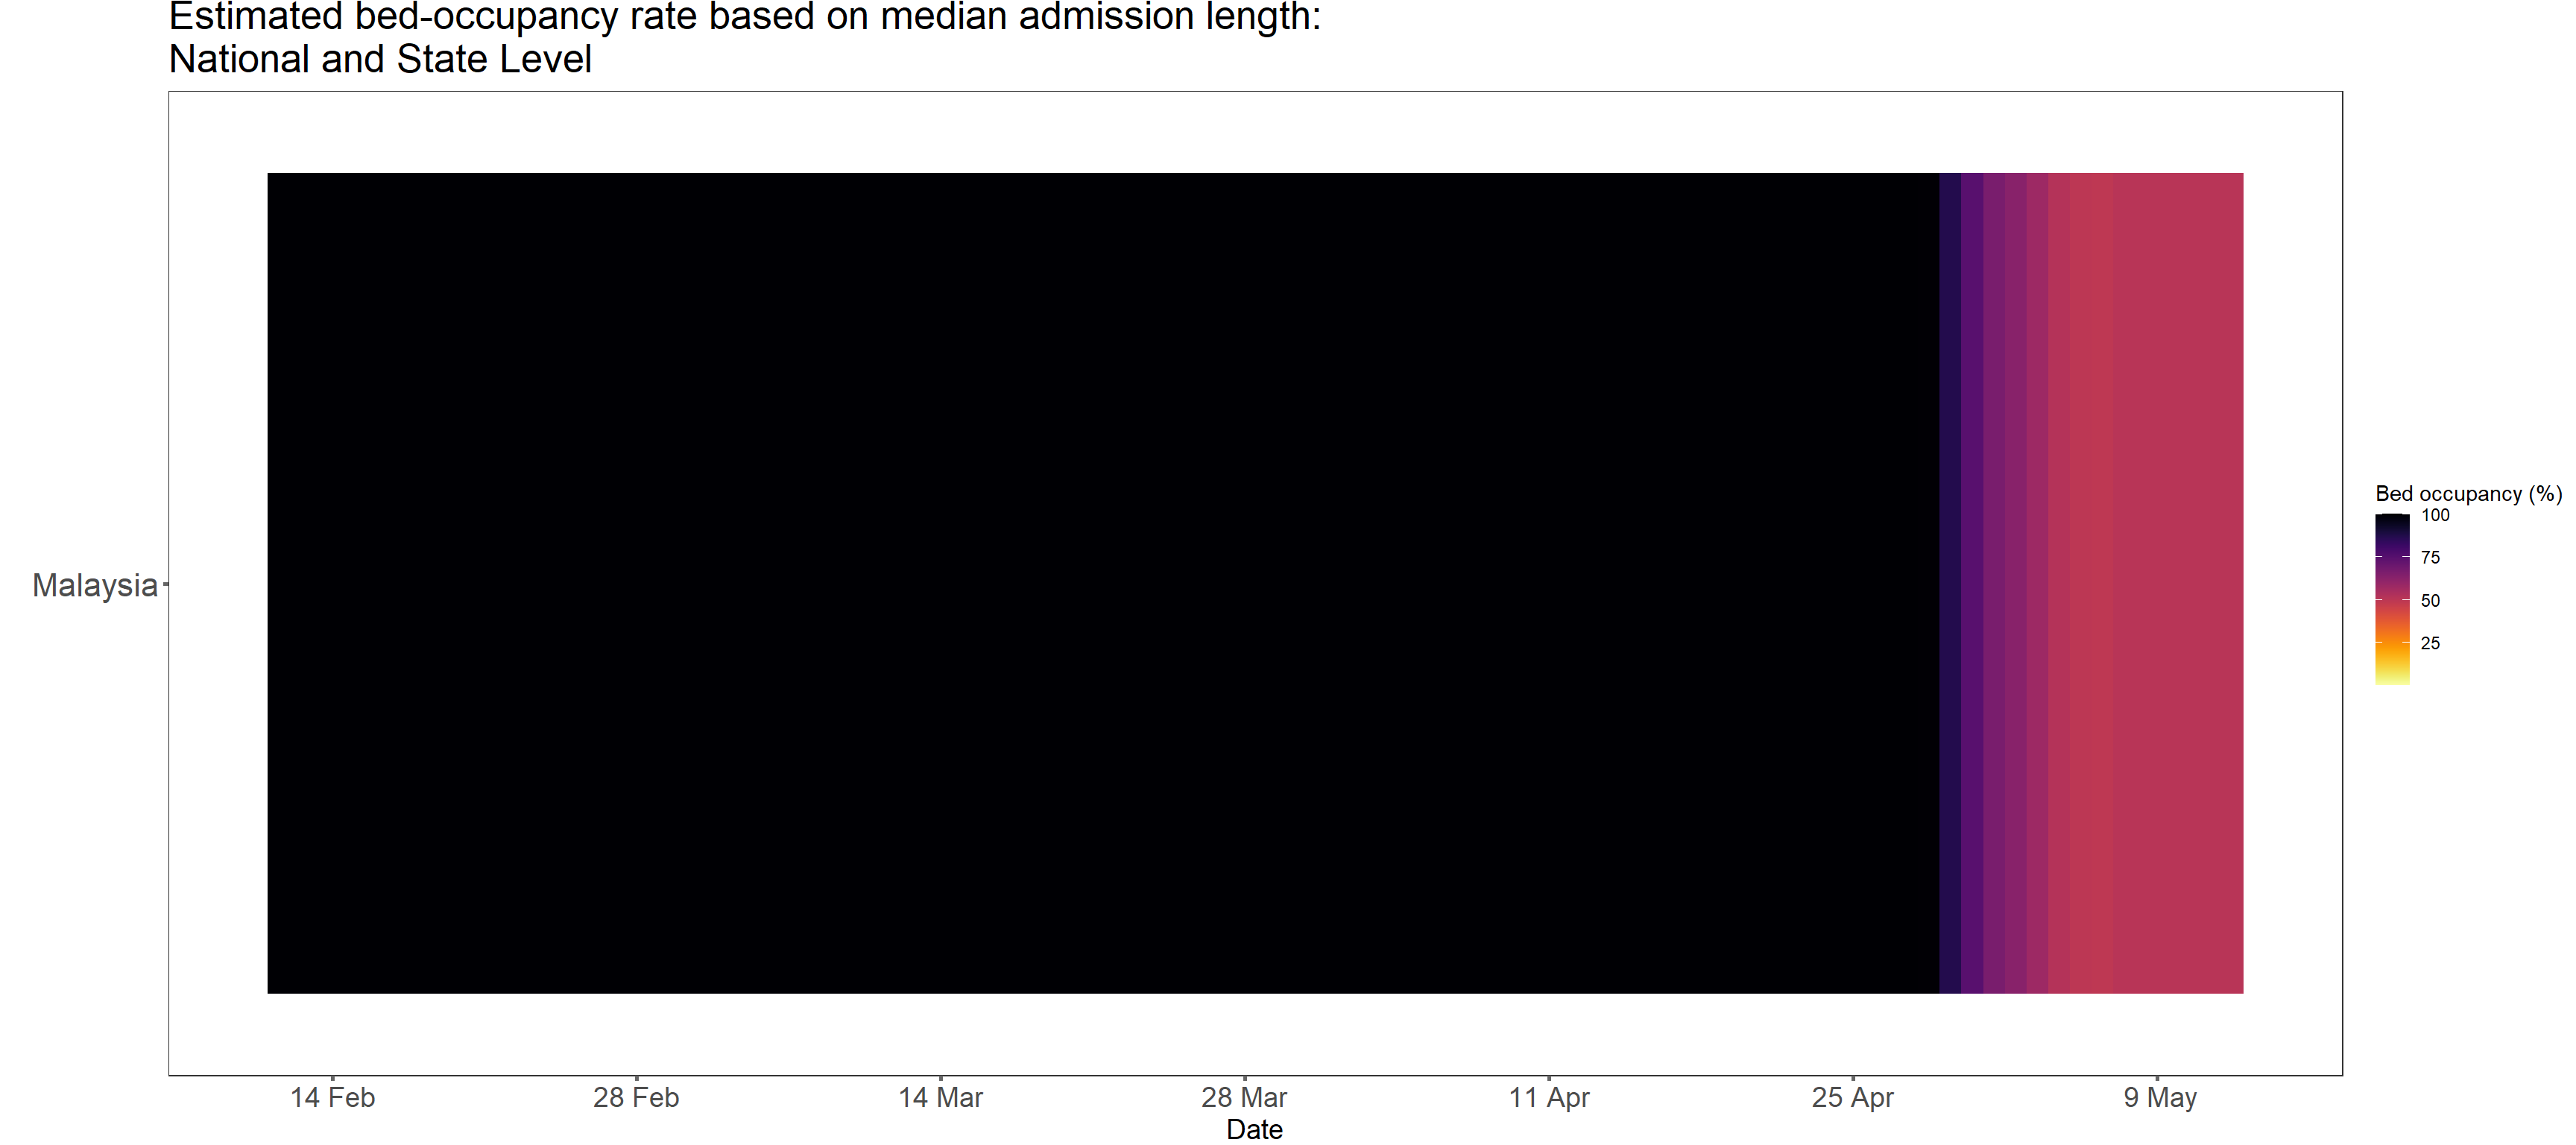 Estimated bed-occupancy rate based on median admission length:
National and State Level
Malaysia
14 Feb
28 Feb
14 Mar
28 Mar
11 Apr
25 Apr
9 May
Date
Bed occupancy (%)
100
75
50
25